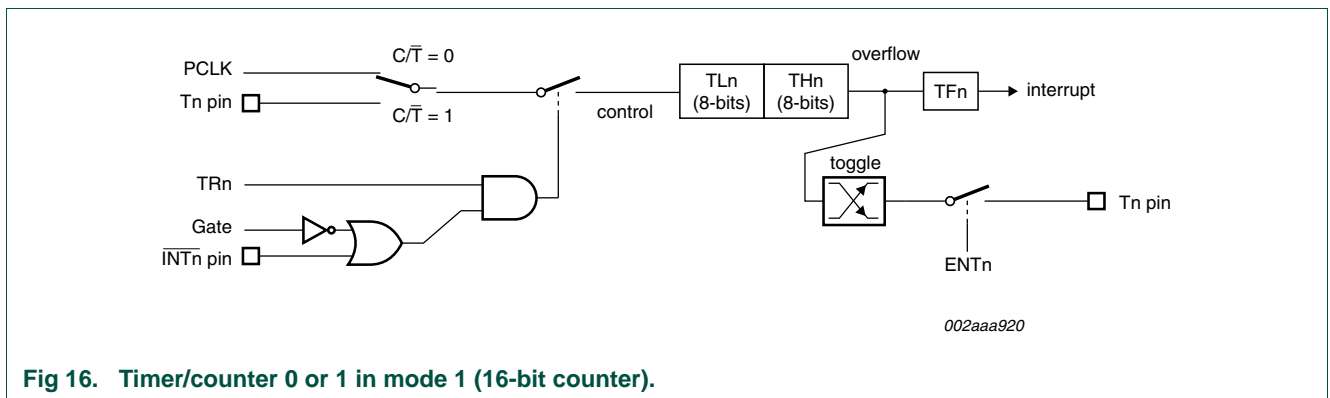 C/T̅ = 0
PCLK
Tn pin
C/T̅ = 1
control
TLn
(8-bits)
THn
(8-bits)
overflow
TFn
interrupt
toggle
TRn
Gate
I̅N̅T̅n̅ pin
Tn pin
ENTn
002aaa920
Fig 16. Timer/counter 0 or 1 in mode 1 (16-bit counter).